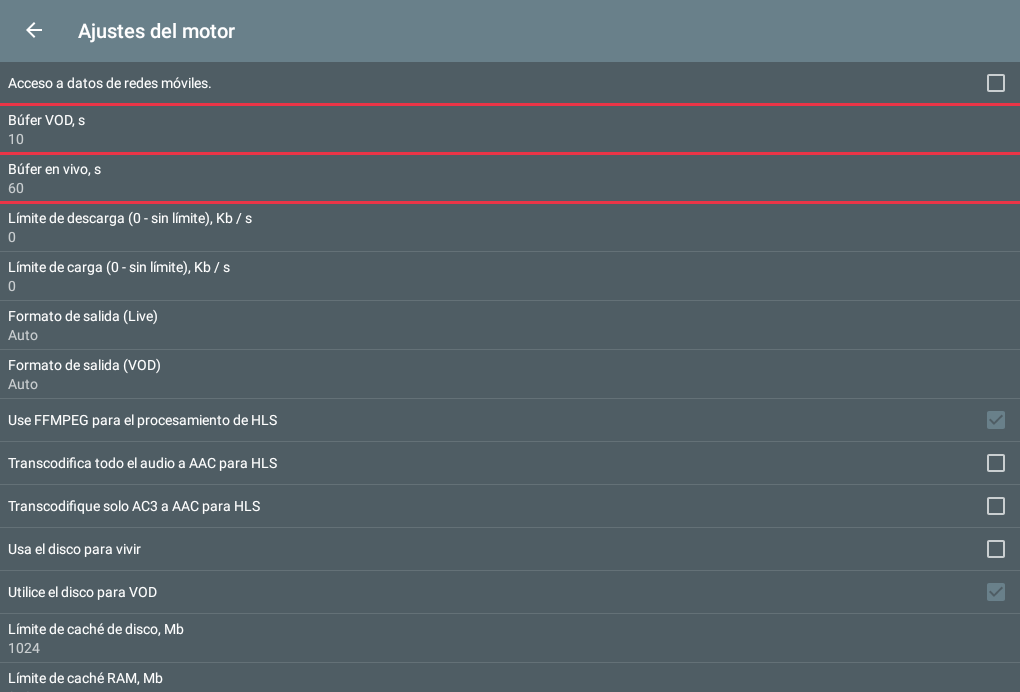 Ajustes del motor
Acceso a datos de redes móviles.
Búfer VOD, s
10
Búfer en vivo, s
60
Límite de descarga (0 - sin límite), Kb / s
0
Límite de carga (0 - sin límite), Kb / s
0
Formato de salida (Live)
Auto
Formato de salida (VOD)
Auto
Use FFMPEG para el procesamiento de HLS
Transcodifica todo el audio a AAC para HLS
Transcodifique solo AC3 a AAC para HLS
Usa el disco para vivir
Utilice el disco para VOD
Límite de caché de disco, Mb
1024
Límite de caché RAM, Mb